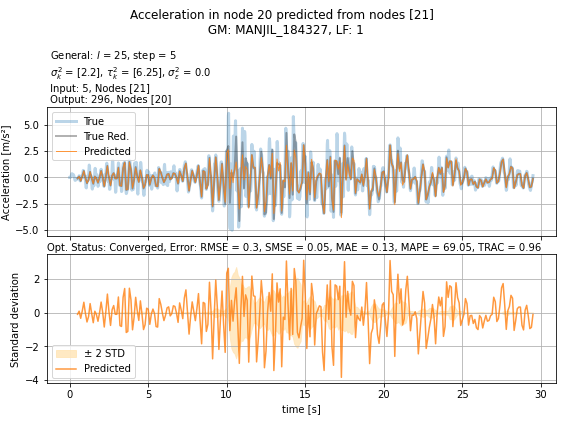 Acceleration in node 20 predicted from nodes [21]
GM: MANJIL_184327, LF: 1
General: l = 25, step = 5
σ²ₖ = [2.2], τ²ₖ = [6.25], σ²ε = 0.0
Input: 5, Nodes [21]
Output: 296, Nodes [20]
Acceleration [m/s²]
5.0
2.5
0.0
−2.5
−5.0
True
True Red.
Predicted
Opt. Status: Converged, Error: RMSE = 0.3, SMSE = 0.05, MAE = 0.13, MAPE = 69.05, TRAC = 0.96
Standard deviation
2
0
−2
−4
± 2 STD
Predicted
0 5 10 15 20 25 30
time [s]